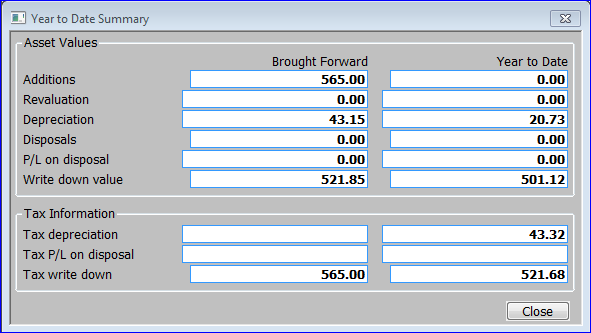 Year to Date Summary
Asset Values
Brought Forward Year to Date
Additions 565.00 0.00
Revaluation 0.00 0.00
Depreciation 43.15 20.73
Disposals 0.00 0.00
P/L on disposal 0.00 0.00
Write down value 521.85 501.12
Tax Information
Tax depreciation 43.32
Tax P/L on disposal
Tax write down 565.00 521.68
Close